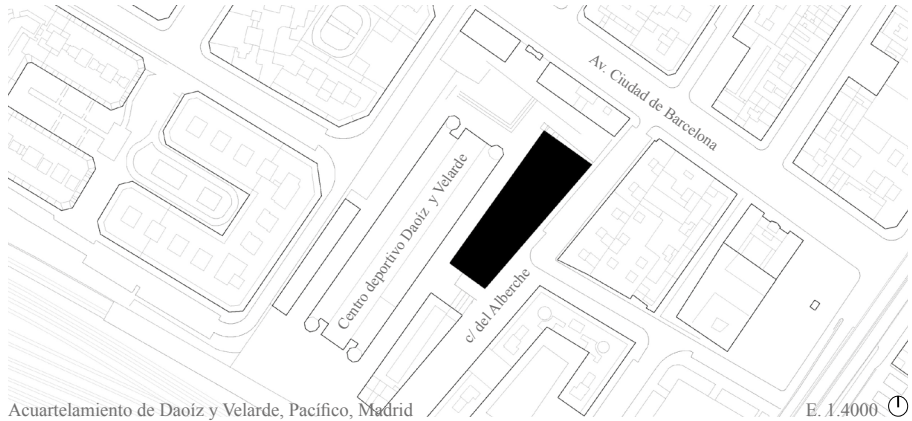 Av. Ciudad de Barcelona
Centro deportivo Daoíz y Velarde
c/ del Alberche
Acuartelamiento de Daoíz y Velarde, Pacífico, Madrid
E. 1.4000